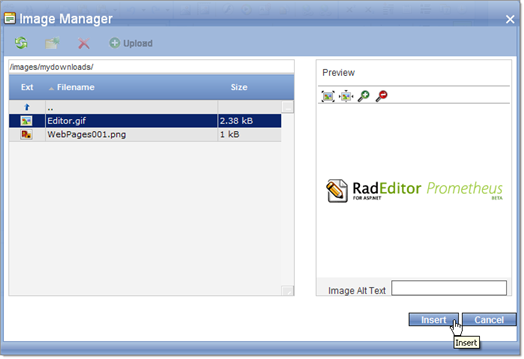 Image Manager
Upload
/images/mydownloads/
Ext Filename Size
..
Editor.gif 2.38 kB
WebPages001.png 1 kB
Preview
RadEditor Prometheus
FOR ASP.NET BETA
Image Alt Text
Insert Cancel
Insert